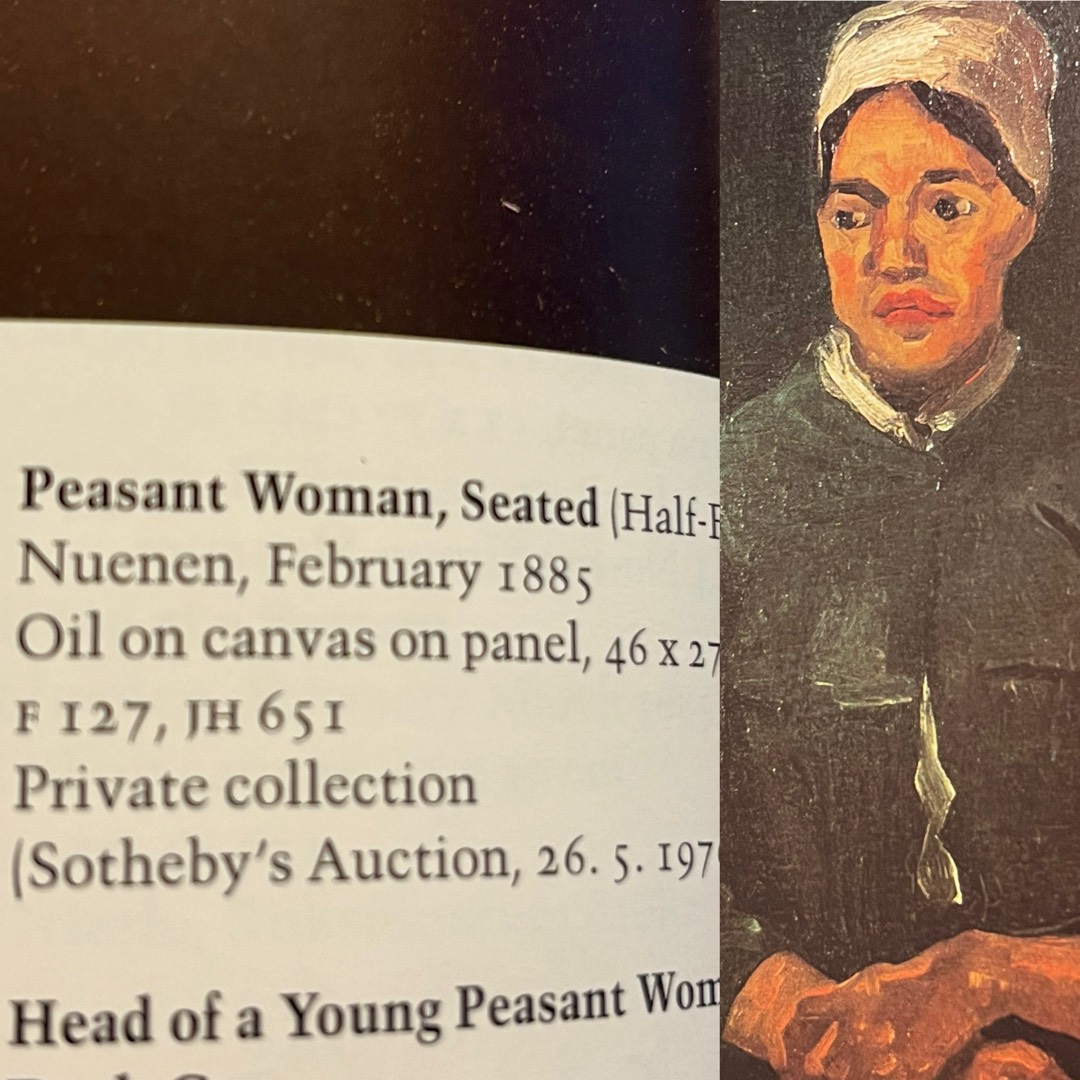 Peasant Woman, Seated (Half-F
Nuenen, February 1885
Oil on canvas on panel, 46 x 27
F 127, JH 651
Private collection
(Sotheby's Auction, 26. 5. 197
Head of a Young Peasant Wom